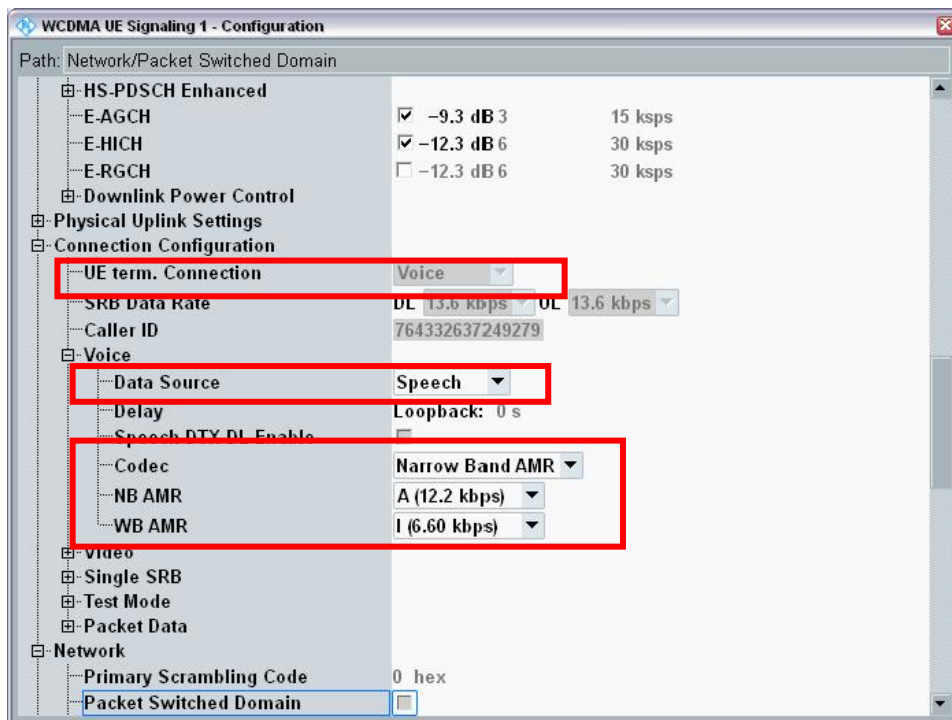 WCDMA UE Signaling 1 - Configuration
Path: Network/Packet Switched Domain
HS-PDSCH Enhanced
E-AGCH −9.3 dB 3 15 ksps
E-HICH −12.3 dB 6 30 ksps
E-RGCH −12.3 dB 6 30 ksps
Downlink Power Control
Physical Uplink Settings
Connection Configuration
UE term. Connection Voice
SRB Data Rate DL 13.6 kbps UL 13.6 kbps
Caller ID 764332637249279
Voice
Data Source Speech
Delay Loopback: 0 s
Speech DTX DL Enable
Codec Narrow Band AMR
NB AMR A (12.2 kbps)
WB AMR I (6.60 kbps)
Video
Single SRB
Test Mode
Packet Data
Network
Primary Scrambling Code 0 hex
Packet Switched Domain